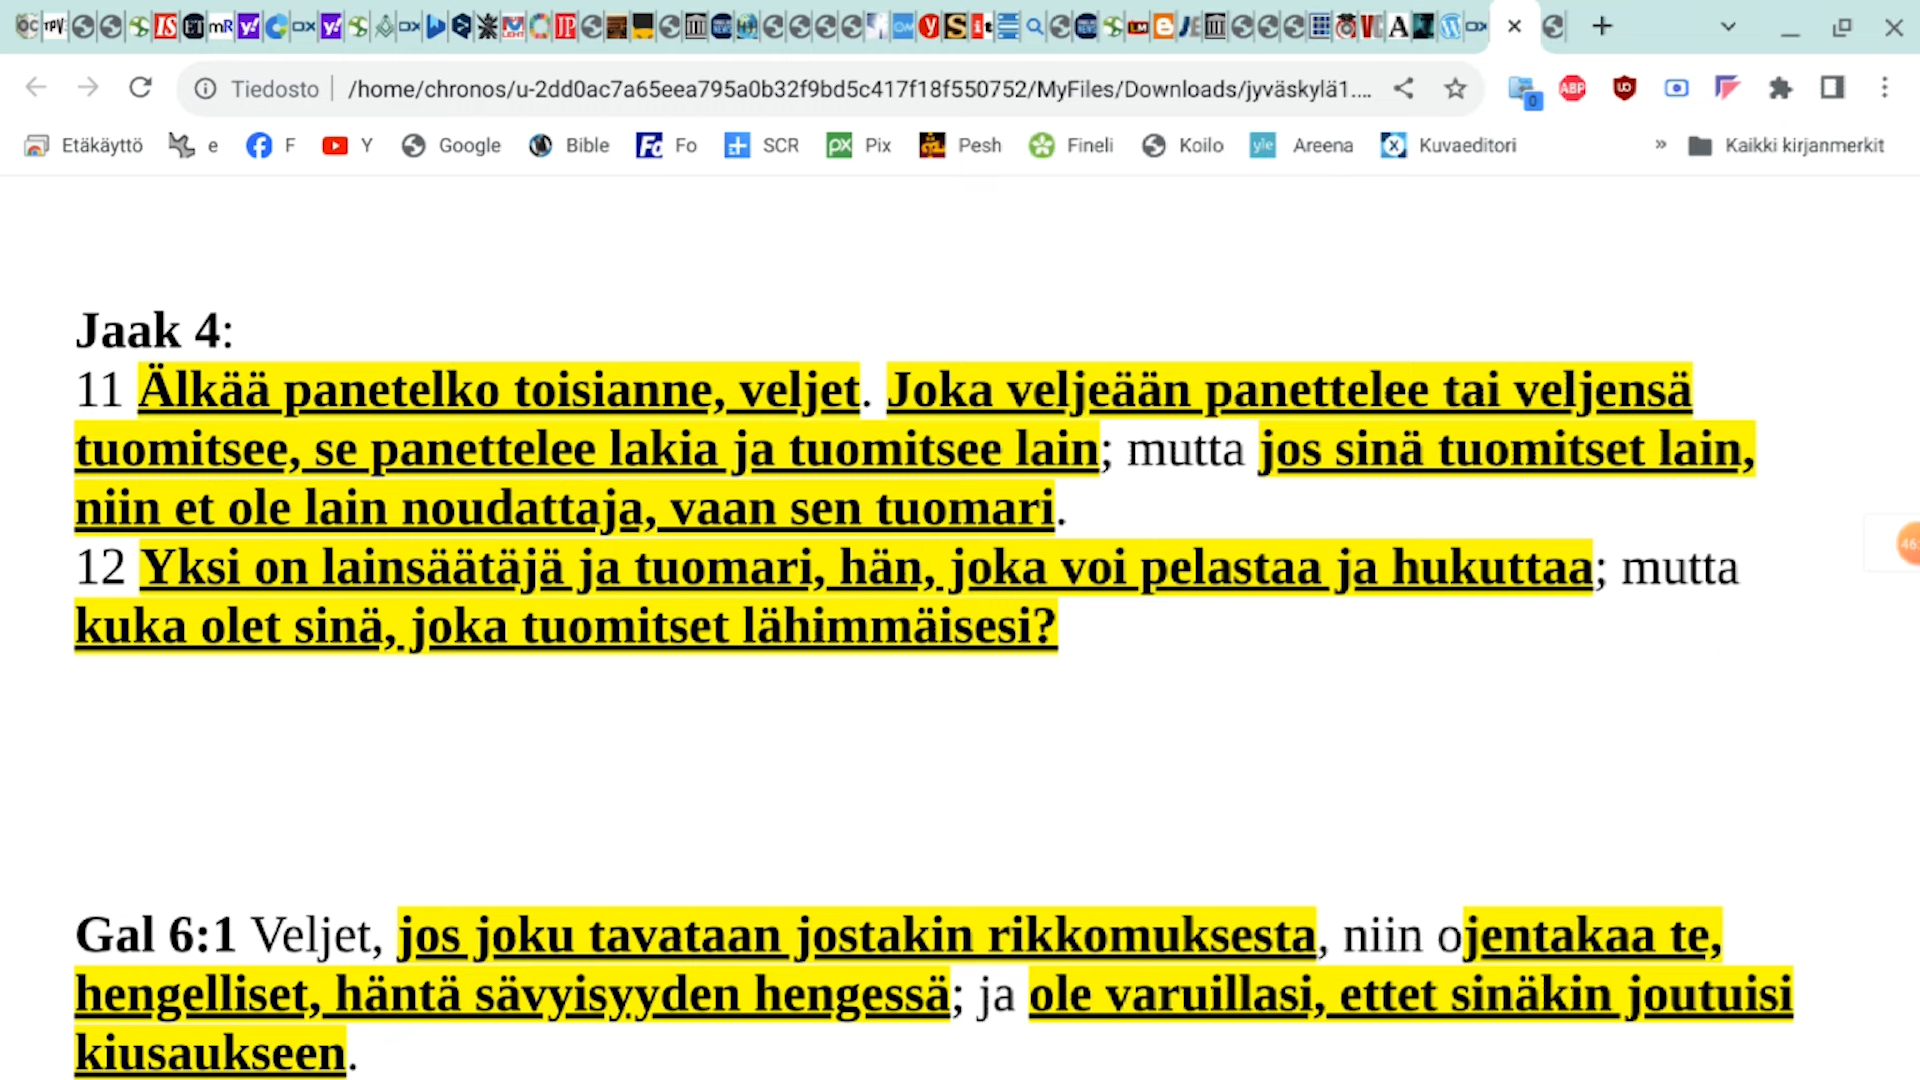 Tiedosto /home/chronos/u-2dd0ac7a65eea795a0b32f9bd5c417f18f550752/MyFiles/Downloads/jyväskylä1....
Etäkäyttö e F Y Google Bible Fo SCR Pix Pesh Fineli Koilo Areena Kuvaeditori » Kaikki kirjanmerkit
Jaak 4:
11 Älkää panetelko toisianne, veljet. Joka veljeään panettelee tai veljensä
tuomitsee, se panettelee lakia ja tuomitsee lain; mutta jos sinä tuomitset lain,
niin et ole lain noudattaja, vaan sen tuomari.
12 Yksi on lainsäätäjä ja tuomari, hän, joka voi pelastaa ja hukuttaa; mutta
kuka olet sinä, joka tuomitset lähimmäisesi?
Gal 6:1 Veljet, jos joku tavataan jostakin rikkomuksesta, niin ojentakaa te,
hengelliset, häntä sävyisyyden hengessä; ja ole varuillasi, ettet sinäkin joutuisi
kiusaukseen.